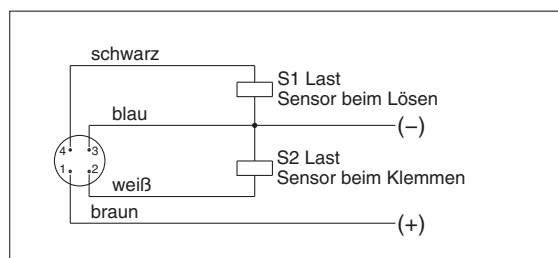 schwarz
S1 Last
Sensor beim Lösen
blau
(–)
4 3
1 2
S2 Last
Sensor beim Klemmen
weiß
braun
(+)